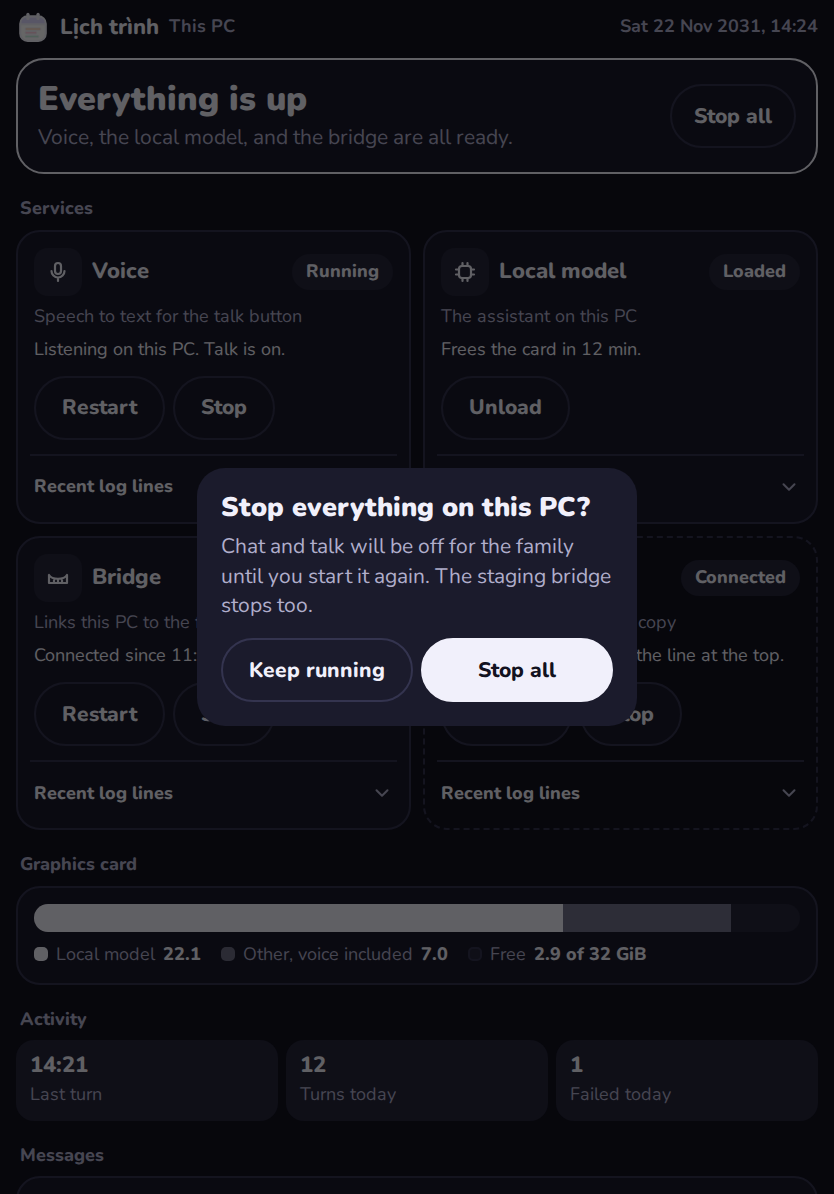 Lịch trình This PC
Sat 22 Nov 2031, 14:24
Everything is up
Voice, the local model, and the bridge are all ready.
Stop all
Services
Voice
Running
Speech to text for the talk button
Listening on this PC. Talk is on.
Restart
Stop
Recent log lines
Local model
Loaded
The assistant on this PC
Frees the card in 12 min.
Unload
Stop everything on this PC?
Chat and talk will be off for the family
until you start it again. The staging bridge
stops too.
Keep running
Stop all
Bridge
Links this PC to the
Connected since 11:
Restart
Recent log lines
Connected
copy
the line at the top.
Recent log lines
Graphics card
Local model 22.1
Other, voice included 7.0
Free 2.9 of 32 GiB
Activity
14:21
Last turn
12
Turns today
1
Failed today
Messages